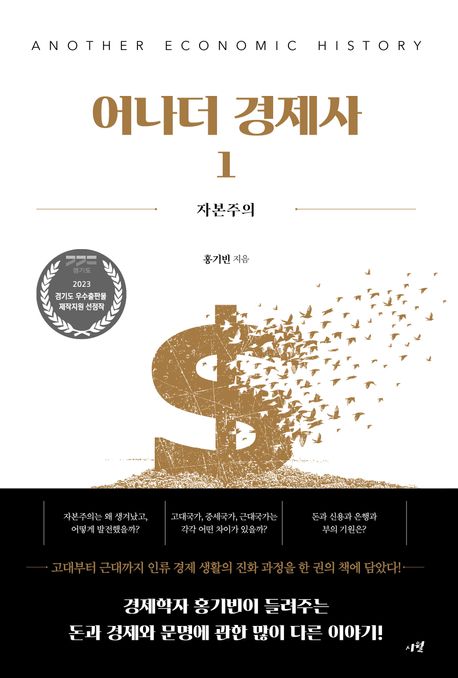 ANOTHER ECONOMIC HISTORY
어나더 경제사
1
자본주의
홍기빈 지음
경기도
2023
경기도 우수출판물
제작지원 선정작
자본주의는 왜 생겨났고,
어떻게 발전했을까?
고대국가, 중세국가, 근대국가는
각각 어떤 차이가 있을까?
돈과 신용과 은행과
부의 기원은?
고대부터 근대까지 인류 경제 생활의 진화 과정을 한 권의 책에 담았다!
경제학자 홍기빈이 들려주는
돈과 경제와 문명에 관한 많이 다른 이야기!
시월